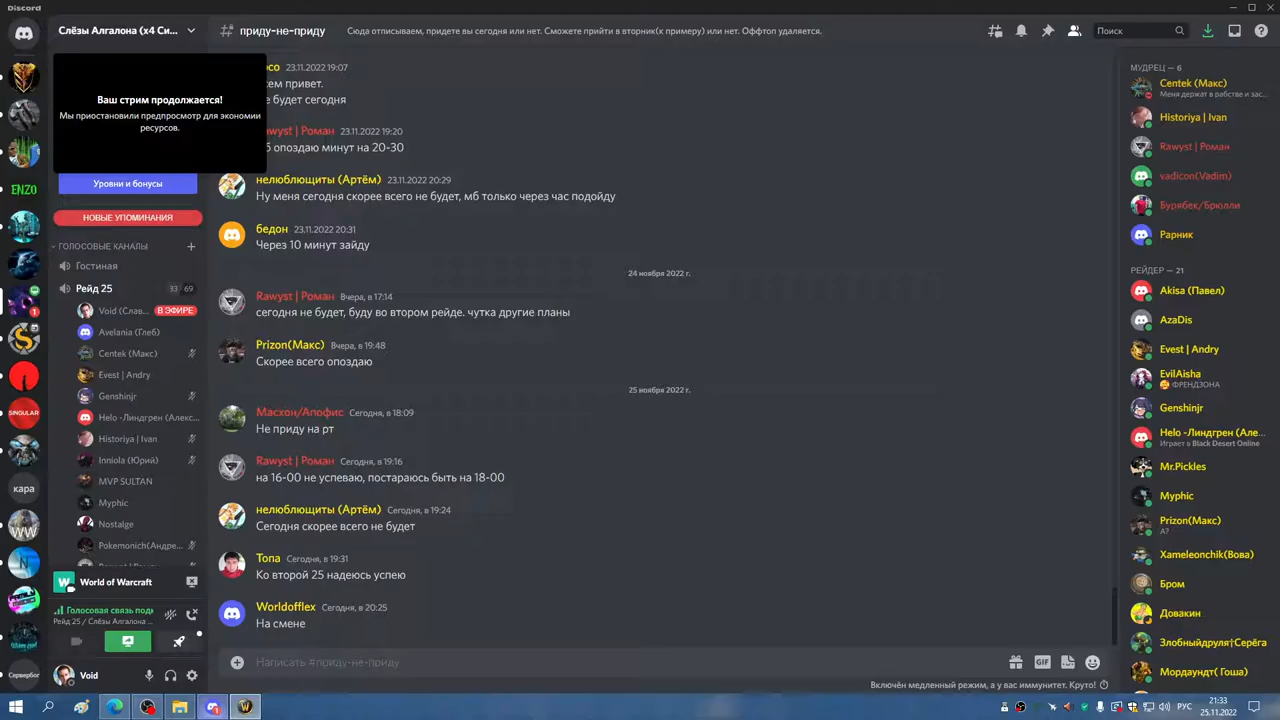 Discord
Слёзы Алгалона (x4 Си...
приду-не-приду
Сюда отписываем, придете вы сегодня или нет. Сможете прийти в вторник(к примеру) или нет. Оффтоп удаляется.
Поиск
Ваш стрим продолжается!
Мы приостановили предпросмотр для экономии
ресурсов.
Уровни и бонусы
НОВЫЕ УПОМИНАНИЯ
ГОЛОСОВЫЕ КАНАЛЫ
Гостиная
Рейд 25 33 69
Void (Слав... В ЭФИРЕ
Avelania (Глеб)
Centek (Макс)
Evest | Andry
Genshinjr
Helo -Линдгрен (Алекс...
Historiya | Ivan
Inniola (Юрий)
MVP SULTAN
Myphic
Nostalge
Pokemonich(Андре...
World of Warcraft
Голосовая связь подк
Рейд 25 / Слёзы Алгалона ...
Void
ENZO
1
SINGULAR
кара
WW
Серверbor
23.11.2022 19:07
сем привет.
е будет сегодня
awyst | Роман 23.11.2022 19:20
б опоздаю минут на 20-30
нелюблющиты (Артём) 23.11.2022 20:29
Ну меня сегодня скорее всего не будет, мб только через час подойду
бедон 23.11.2022 20:31
Через 10 минут зайду
24 ноября 2022 г.
Rawyst | Роман Вчера, в 17:14
сегодня не будет, буду во втором рейде. чутка другие планы
Prizon(Макс) Вчера, в 19:48
Скорее всего опоздаю
25 ноября 2022 г.
Масхон/Апофис Сегодня, в 18:09
Не приду на рт
Rawyst | Роман Сегодня, в 19:16
на 16-00 не успеваю, постараюсь быть на 18-00
нелюблющиты (Артём) Сегодня, в 19:24
Сегодня скорее всего не будет
Топа Сегодня, в 19:31
Ко второй 25 надеюсь успею
Worldofflex Сегодня, в 20:25
На смене
Написать #приду-не-приду
GIF
Включён медленный режим, а у вас иммунитет. Круто!
МУДРЕЦ — 6
Centek (Макс)
Меня держат в рабстве и зас...
Historiya | Ivan
Rawyst | Роман
vadicon(Vadim)
Бурябек/Брюлли
Рарник
РЕЙДЕР — 21
Akisa (Павел)
AzaDis
Evest | Andry
EvilAisha
ФРЕНДЗОНА
Genshinjr
Helo -Линдгрен (Але...
Играет в Black Desert Online
Mr.Pickles
Myphic
Prizon(Макс)
А?
Xameleonchik(Вова)
Бром
Довакин
Злобныйдруля†Серёга
Мордаундт( Гоша)
РУС
21:33
25.11.2022